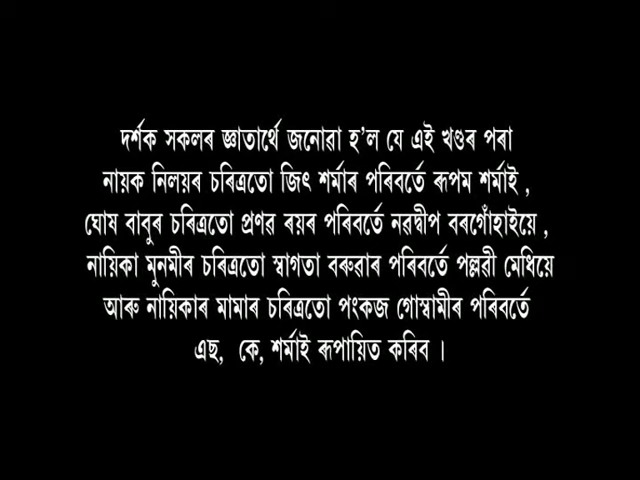 দৰ্শক সকলৰ জ্ঞাতাৰ্থে জনোৱা হ'ল যে এই খণ্ডৰ পৰা
নায়ক নিলয়ৰ চৰিত্ৰতো জিৎ শৰ্মাৰ পৰিবৰ্তে ৰূপম শৰ্মাই ,
ঘোষ বাবুৰ চৰিত্ৰতো প্ৰণৱ ৰয়ৰ পৰিবৰ্তে নৱদ্বীপ বৰগোঁহাইয়ে ,
নায়িকা মুনমীৰ চৰিত্ৰতো স্বাগতা বৰুৱাৰ পৰিবৰ্তে পল্লৱী মেধিয়ে
আৰু নায়িকাৰ মামাৰ চৰিত্ৰতো পংকজ গোস্বামীৰ পৰিবৰ্তে
এছ, কে, শৰ্মাই ৰূপায়িত কৰিব ।